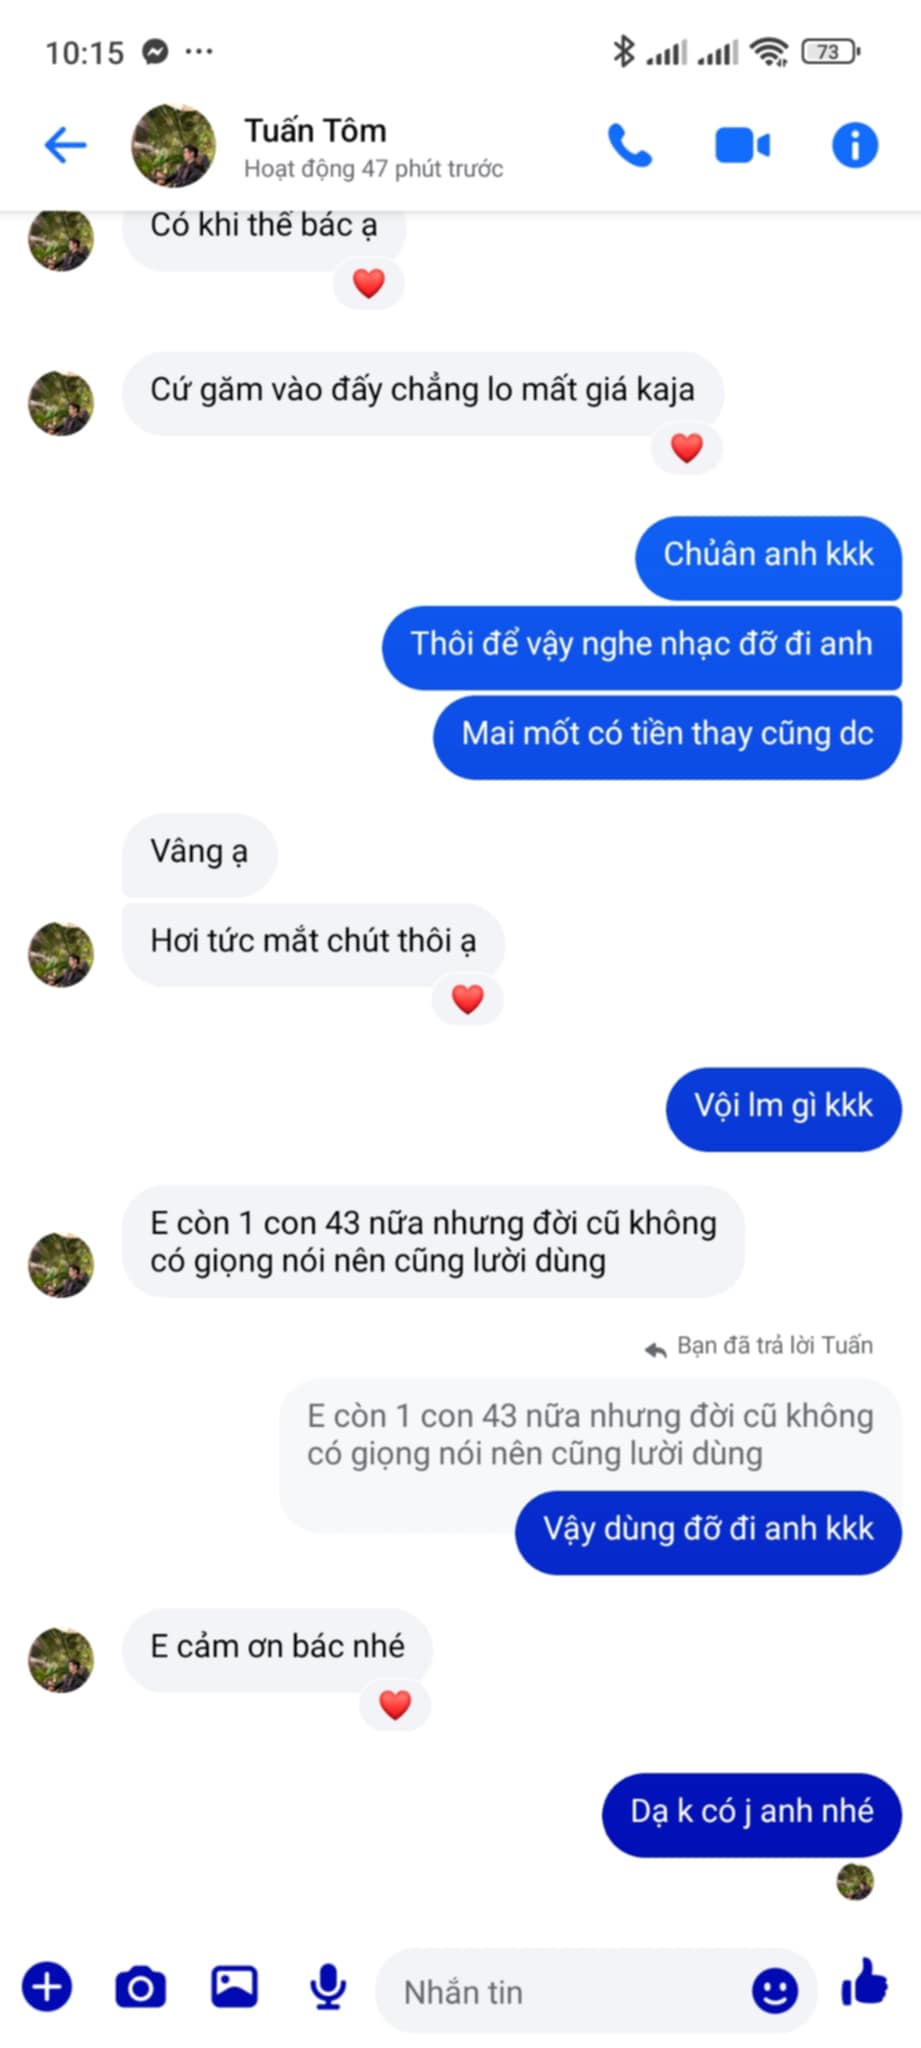 10:15
73
Tuấn Tôm
Hoạt động 47 phút trước
Có khi thế bác ạ
Cứ găm vào đấy chẳng lo mất giá kaja
Chủân anh kkk
Thôi để vậy nghe nhạc đỡ đi anh
Mai mốt có tiền thay cũng dc
Vâng ạ
Hơi tức mắt chút thôi ạ
Vội lm gì kkk
E còn 1 con 43 nữa nhưng đời cũ không
có giọng nói nên cũng lười dùng
Bạn đã trả lời Tuấn
E còn 1 con 43 nữa nhưng đời cũ không
có giọng nói nên cũng lười dùng
Vậy dùng đỡ đi anh kkk
E cảm ơn bác nhé
Dạ k có j anh nhé
Nhắn tin